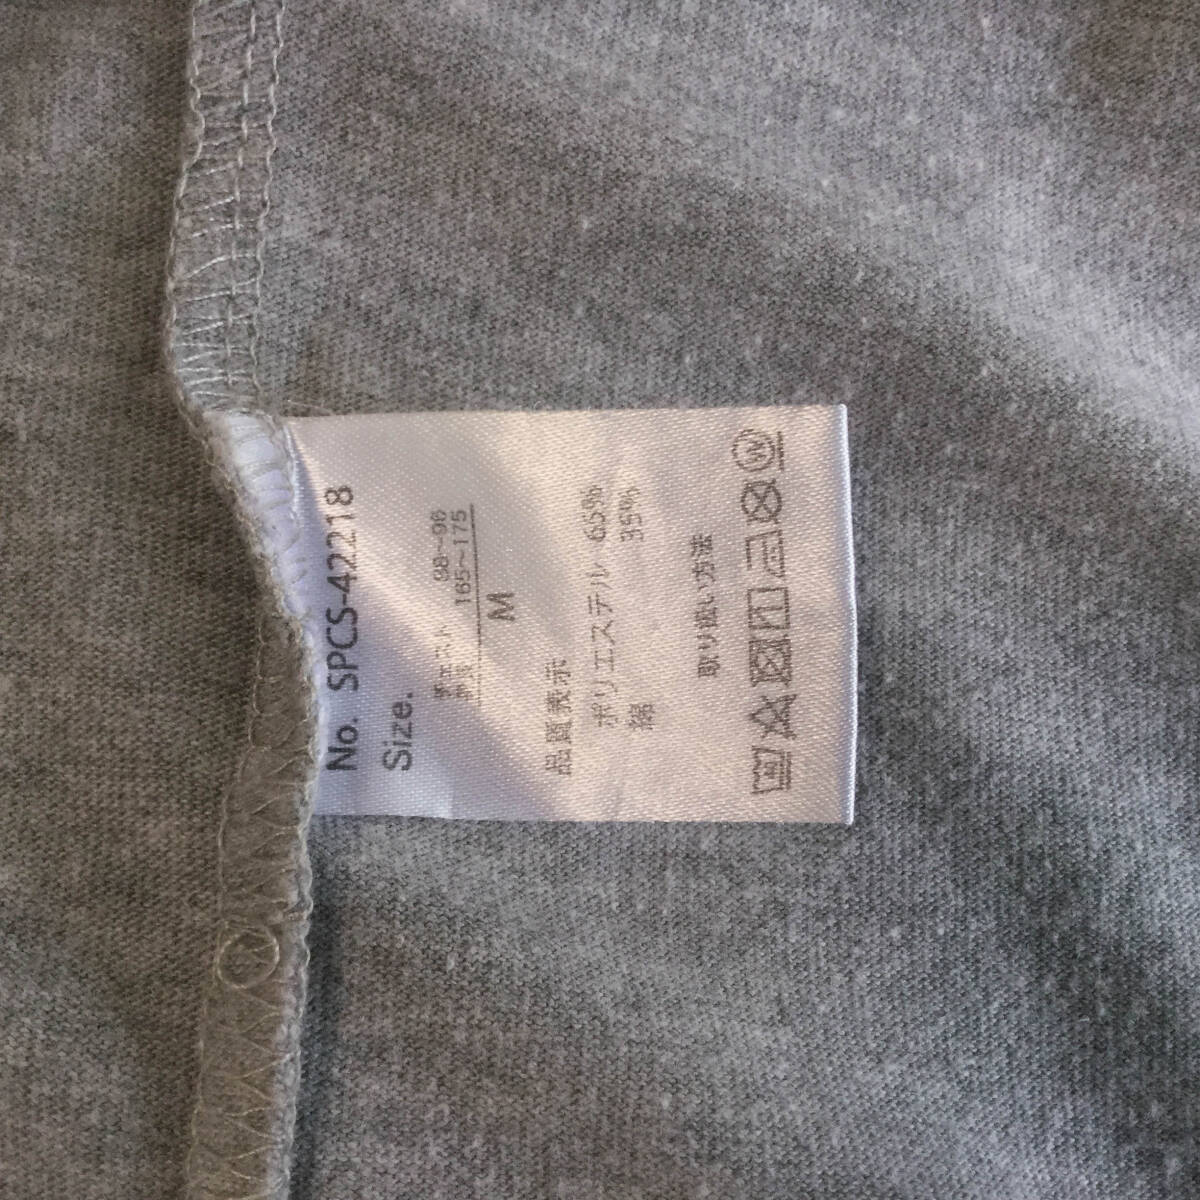 No. SPCS-42218
Size.
チェスト 88~96
身長 165~175
M
品質表示
ポリエステル 65%
綿 35%
取り扱い方法
W